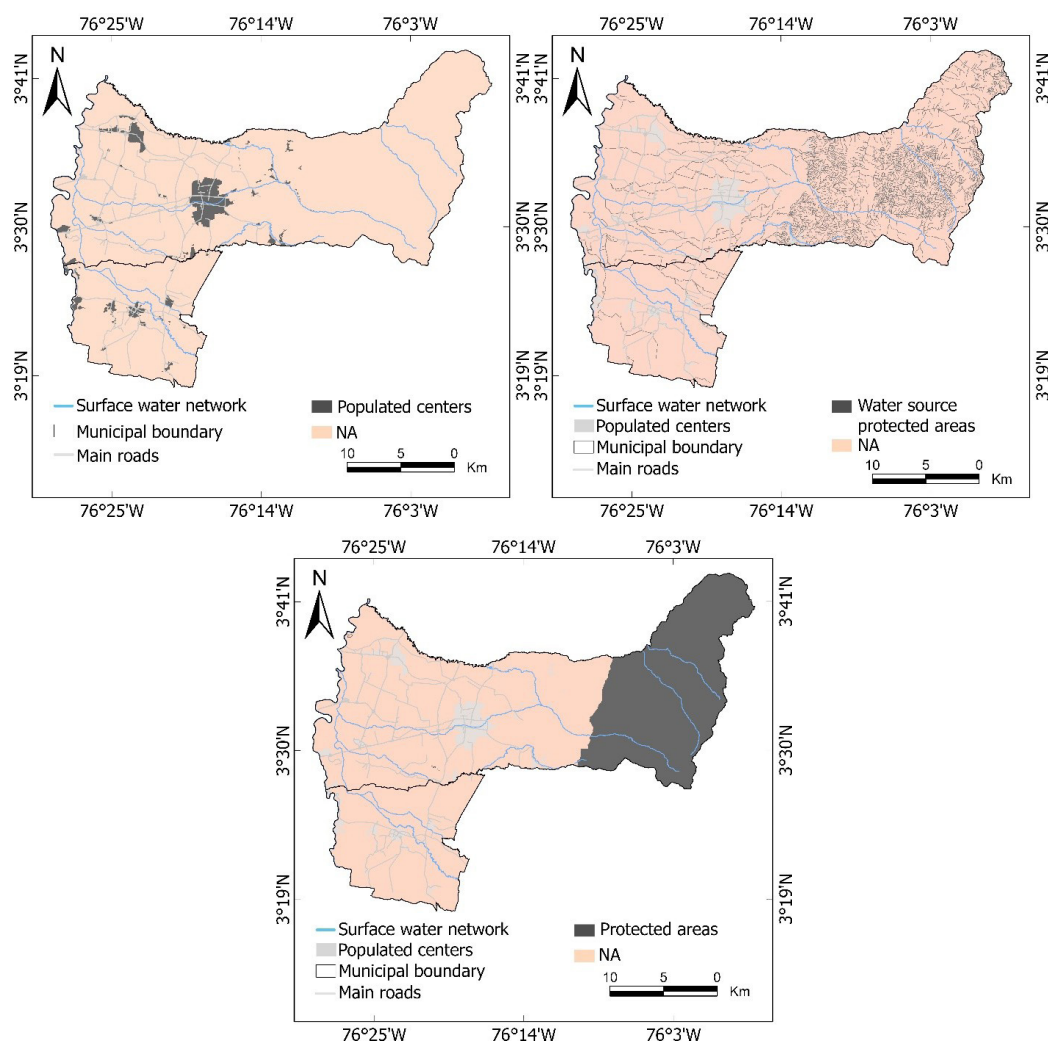 76°25'W 76°14'W 76°3'W
N
3°41'N 3°41'N
3°30'N 3°30'N
3°19'N 3°19'N
Surface water network
Municipal boundary
Main roads
Populated centers
NA
10 5 0
Km
76°25'W 76°14'W 76°3'W
76°25'W 76°14'W 76°3'W
N
3°41'N 3°41'N
3°30'N 3°30'N
3°19'N 3°19'N
Surface water network
Populated centers
Municipal boundary
Main roads
Water source
protected areas
NA
10 5 0
Km
76°25'W 76°14'W 76°3'W
76°25'W 76°14'W 76°3'W
N
3°41'N 3°41'N
3°30'N 3°30'N
3°19'N 3°19'N
Surface water network
Populated centers
Municipal boundary
Main roads
Protected areas
NA
10 5 0
Km
76°25'W 76°14'W 76°3'W